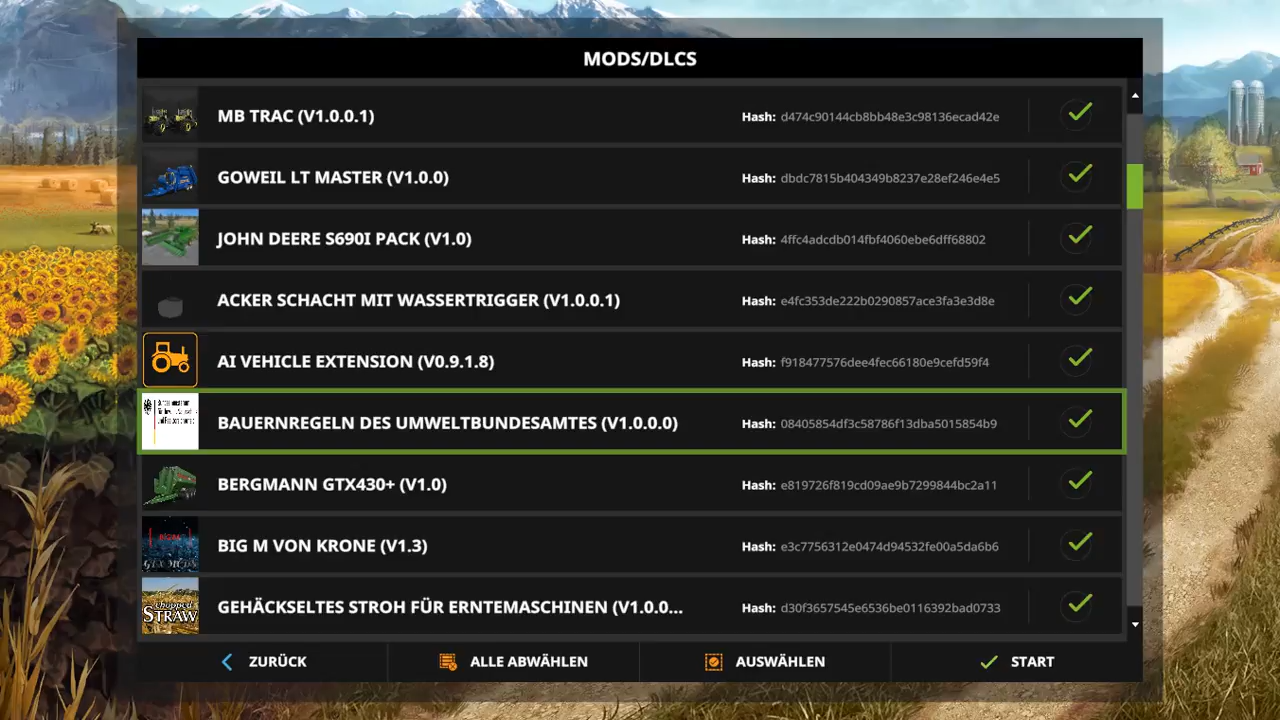 MODS/DLCS
MB TRAC (V1.0.0.1) Hash: d474c90144cb8bb48e3c98136ecad42e
GOWEIL LT MASTER (V1.0.0) Hash: dbdc7815b404349b8237e28ef246e4e5
JOHN DEERE S690I PACK (V1.0) Hash: 4ffc4adcdb014fbf4060ebe6dff68802
ACKER SCHACHT MIT WASSERTRIGGER (V1.0.0.1) Hash: e4fc353de222b0290857ace3fa3e3d8e
AI VEHICLE EXTENSION (V0.9.1.8) Hash: f918477576dee4fec66180e9cefd59f4
BAUERNREGELN DES UMWELTBUNDESAMTES (V1.0.0.0) Hash: 08405854df3c58786f13dba5015854b9
BERGMANN GTX430+ (V1.0) Hash: e819726f819cd09ae9b7299844bc2a11
BIG M VON KRONE (V1.3) Hash: e3c7756312e0474d94532fe00a5da6b6
Chopped
STRAW
GEHÄCKSELTES STROH FÜR ERNTEMASCHINEN (V1.0.0... Hash: d30f3657545e6536be0116392bad0733
ZURÜCK ALLE ABWÄHLEN AUSWÄHLEN START